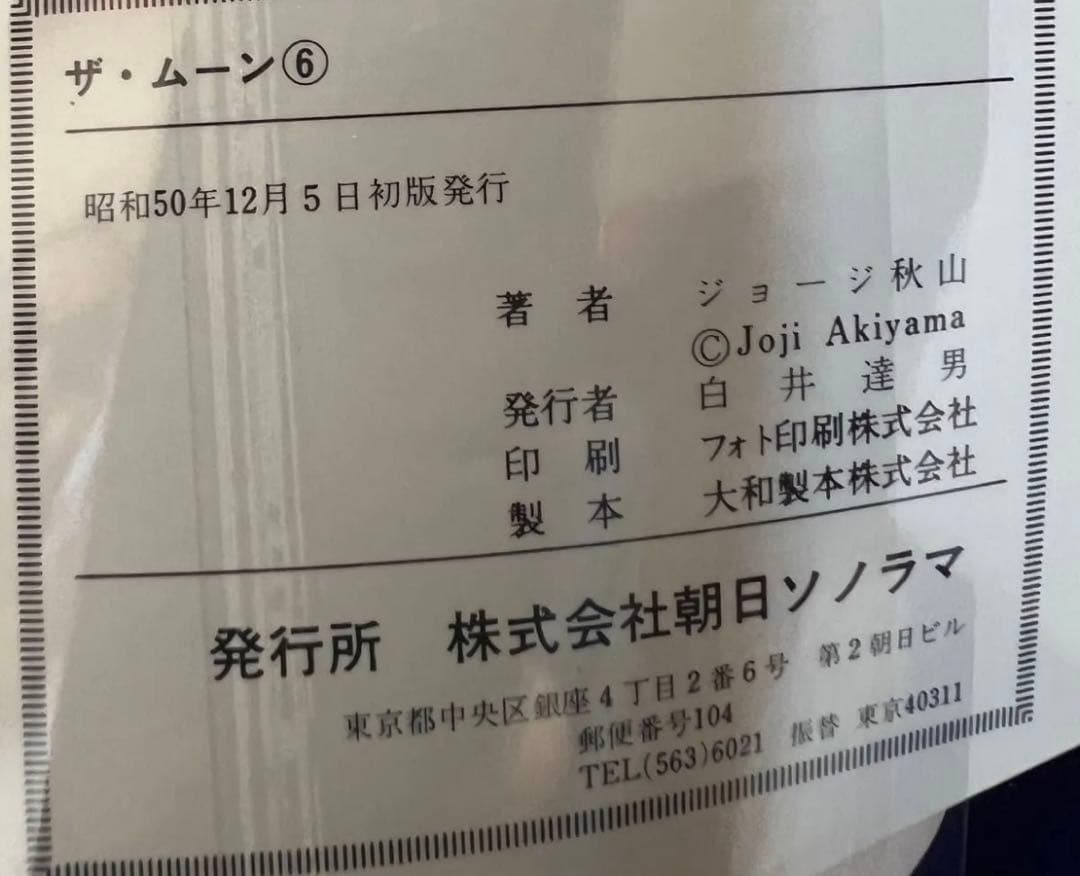 ザ・ムーン⑥
昭和50年12月5日初版発行
著者 ジョージ秋山
©Joji Akiyama
発行者 白井達男
印刷 フォト印刷株式会社
製本 大和製本株式会社
発行所 株式会社朝日ソノラマ
東京都中央区銀座4丁目2番6号 第2朝日ビル
郵便番号104
TEL(563)6021 振替 東京40311